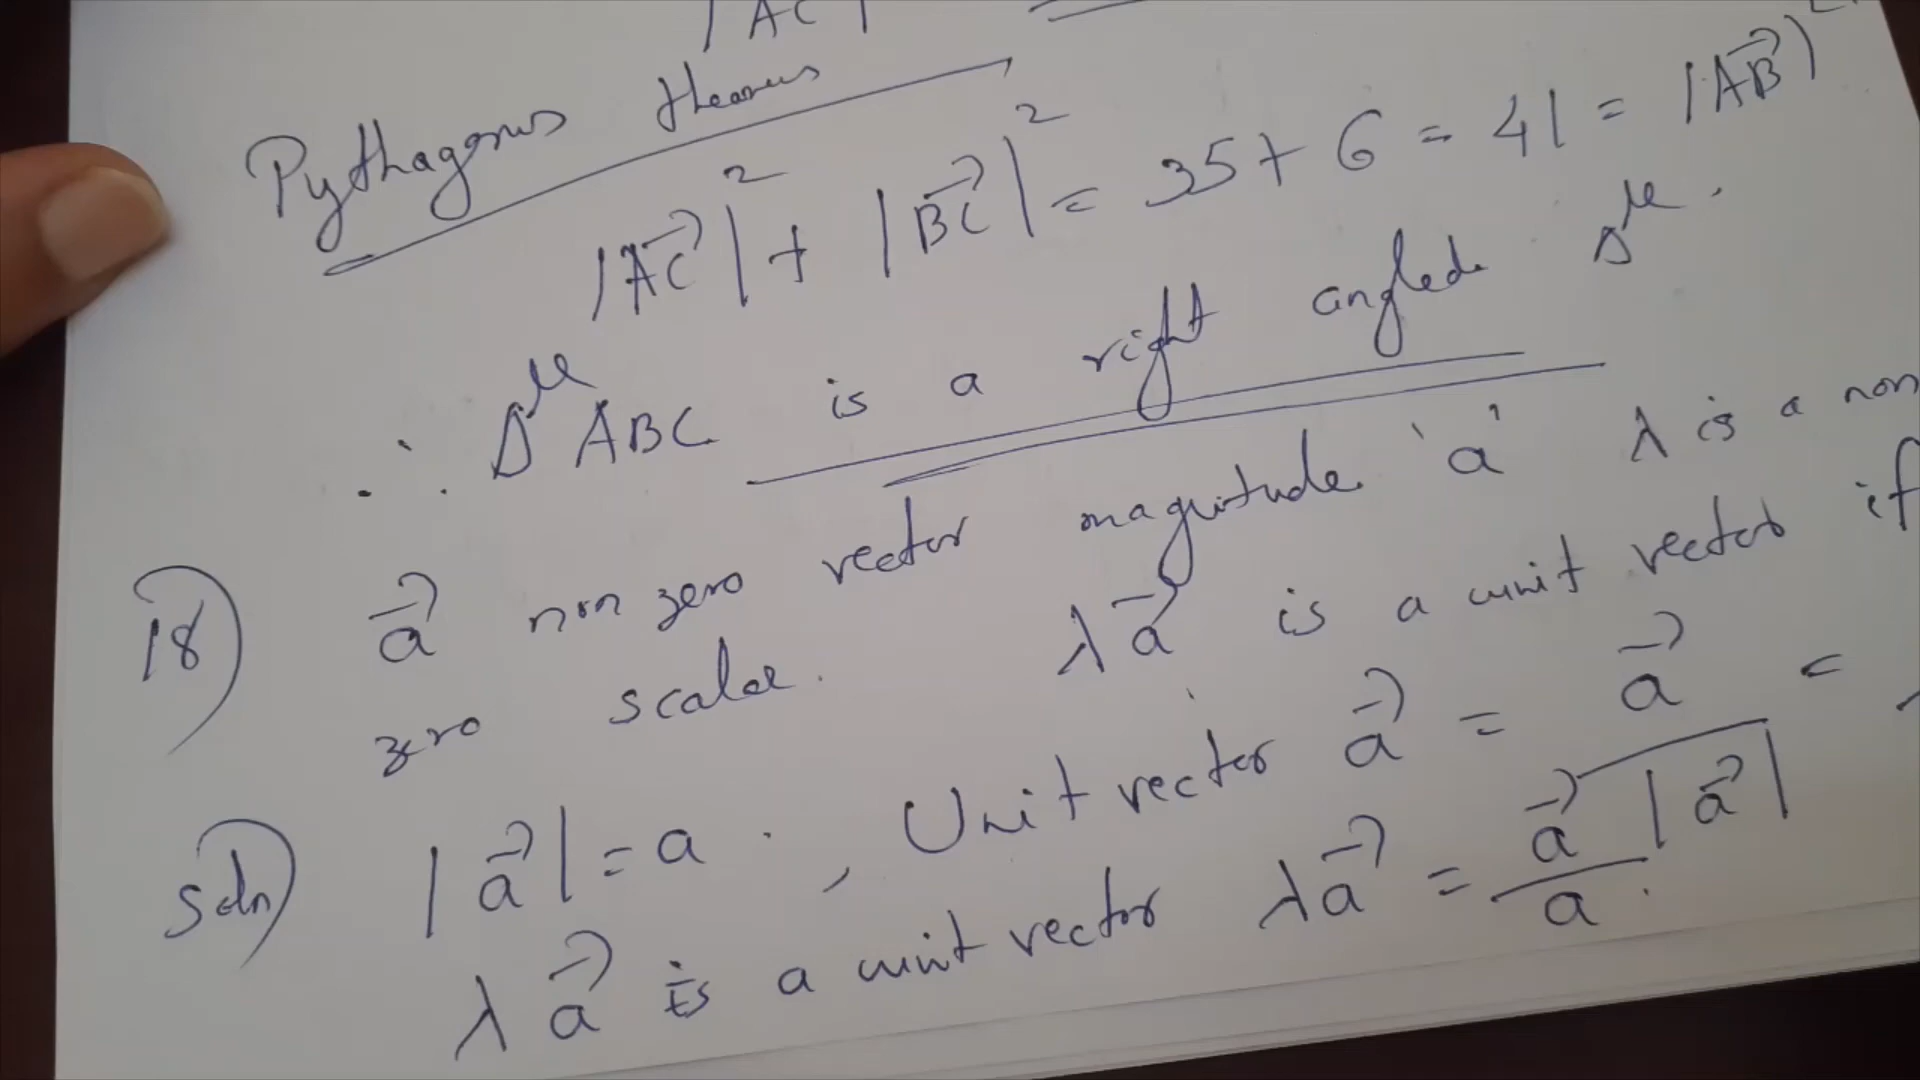 |AC|
Pythagorus theorem
|AC→|² + |BC→|² = 35 + 6 = 41 = |AB→|²
∴ Δle ABC is a right angled Δle.
18) a→ non zero vector magnitude 'a' λ is a non
zero scalar. λa→ is a unit vector if
Soln) |a→| = a. , Unit vector a→ = a→ / |a→| =
λa→ is a unit vector λa→ = a→ / a.